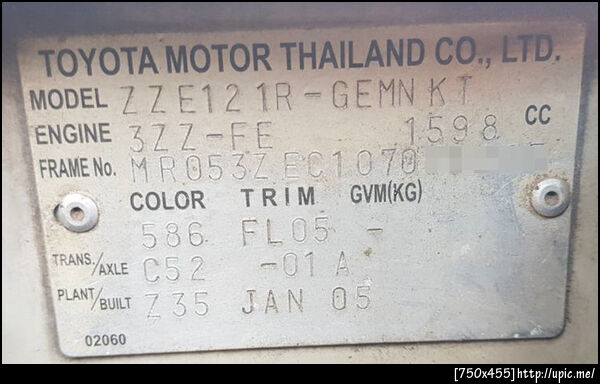 TOYOTA MOTOR THAILAND CO., LTD.
MODEL ZZE121R-GEMNKT
ENGINE 3ZZ-FE 1598 CC
FRAME No. MR053ZEC1070
COLOR TRIM GVM(KG)
586 FL05 -
TRANS./AXLE C52 -01A
PLANT/BUILT Z35 JAN 05
02060
[750x455]http://upic.me/